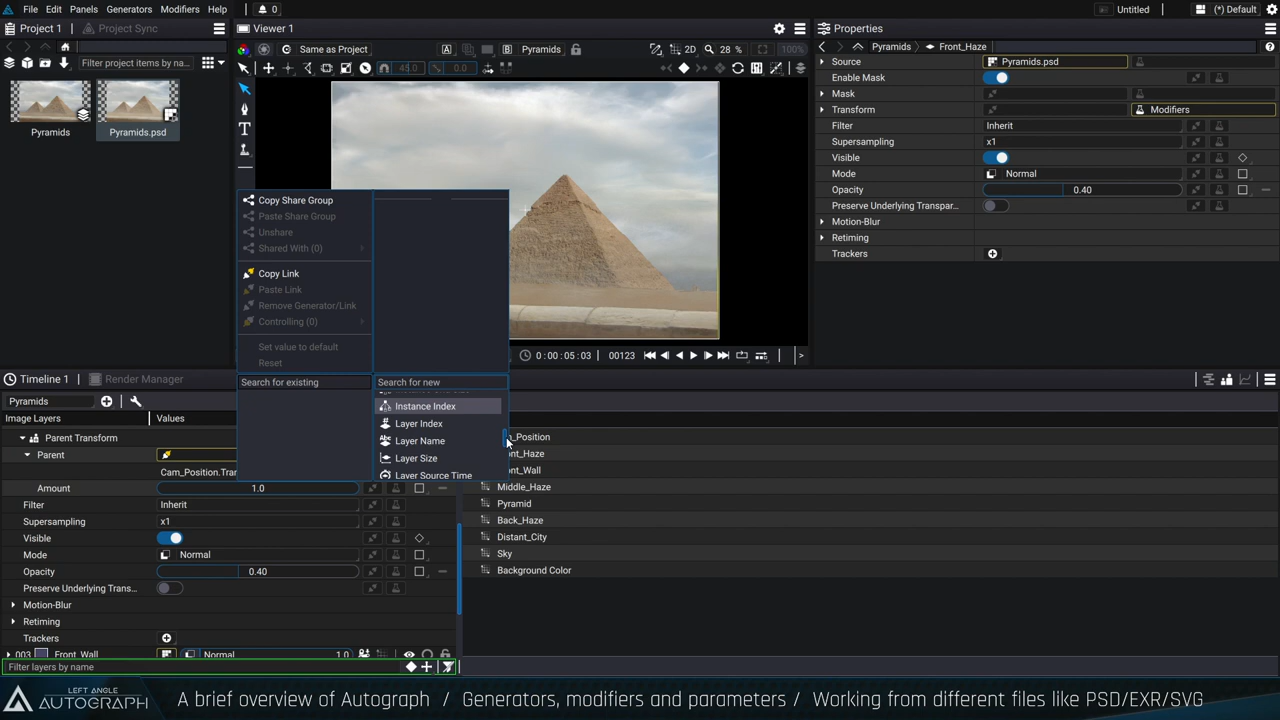 File Edit Panels Generators Modifiers Help 0 Untitled (*) Default
Project 1 Project Sync
Viewer 1
Properties
Same as Project A B Pyramids 2D 28 % 100%
Pyramids Front_Haze
Filter project items by na...
45.0 0.0
Source Pyramids.psd
Enable Mask
Mask
Transform Modifiers
Filter Inherit
Supersampling x1
Visible
Mode Normal
Opacity 0.40
Preserve Underlying Transpar...
Motion-Blur
Retiming
Trackers
Pyramids Pyramids.psd
Copy Share Group
Paste Share Group
Unshare
Shared With (0)
Copy Link
Paste Link
Remove Generator/Link
Controlling (0)
Set value to default
Reset
Search for existing Search for new
Instance Index
Layer Index
Layer Name
Layer Size
Layer Source Time
0:00:05:03 00123
Timeline 1 Render Manager
Pyramids
Image Layers Values
Parent Transform
Parent
Cam_Position.Tra
Amount 1.0
Filter Inherit
Supersampling x1
Visible
Mode Normal
Opacity 0.40
Preserve Underlying Trans...
Motion-Blur
Retiming
Trackers
003 Front_Wall Normal 1.0
Filter layers by name
_Position
nt_Haze
nt_Wall
Middle_Haze
Pyramid
Back_Haze
Distant_City
Sky
Background Color
LEFT ANGLE
AUTOGRAPH
A brief overview of Autograph / Generators, modifiers and parameters / Working from different files like PSD/EXR/SVG